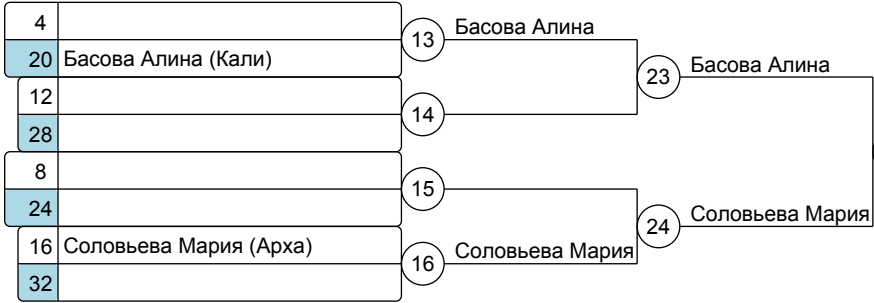 4
13 Басова Алина
20 Басова Алина (Кали)
23 Басова Алина
12
14
28
8
15
24
24 Соловьева Мария
16 Соловьева Мария (Арха)
16 Соловьева Мария
32